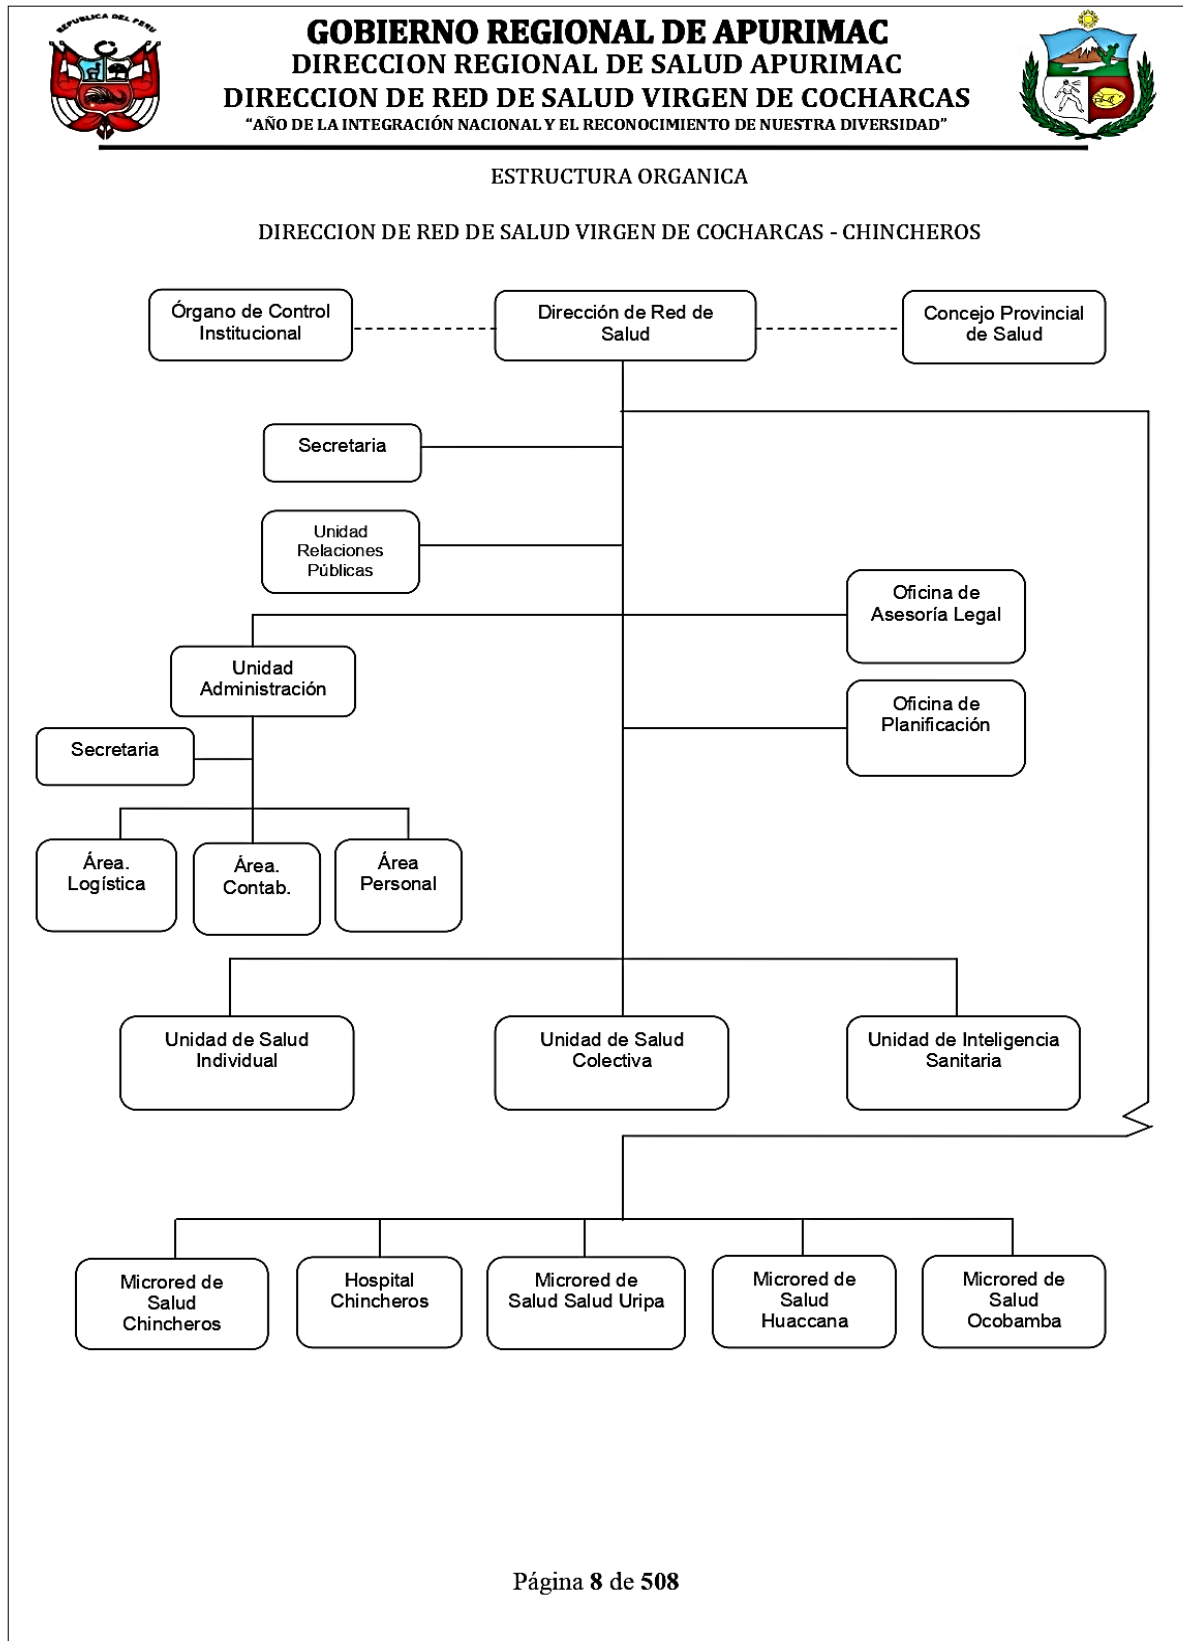 REPUBLICA DEL PERU
GOBIERNO REGIONAL DE APURIMAC
DIRECCION REGIONAL DE SALUD APURIMAC
DIRECCION DE RED DE SALUD VIRGEN DE COCHARCAS
“AÑO DE LA INTEGRACIÓN NACIONAL Y EL RECONOCIMIENTO DE NUESTRA DIVERSIDAD”
ESTRUCTURA ORGANICA
DIRECCION DE RED DE SALUD VIRGEN DE COCHARCAS - CHINCHEROS
Órgano de Control
Institucional
Dirección de Red de
Salud
Concejo Provincial
de Salud
Secretaria
Unidad
Relaciones
Públicas
Oficina de
Asesoría Legal
Unidad
Administración
Oficina de
Planificación
Secretaria
Área.
Logística
Área.
Contab.
Área
Personal
Unidad de Salud
Individual
Unidad de Salud
Colectiva
Unidad de Inteligencia
Sanitaria
Microred de
Salud
Chincheros
Hospital
Chincheros
Microred de
Salud Salud Uripa
Microred de
Salud
Huaccana
Microred de
Salud
Ocobamba
Página 8 de 508